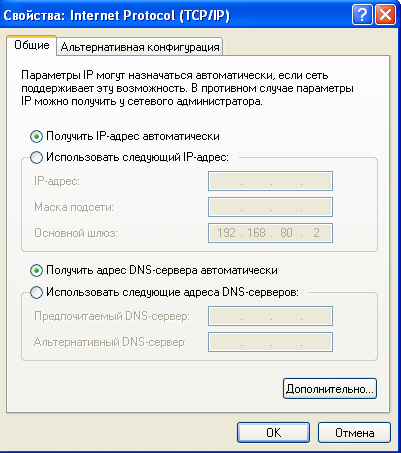 Свойства: Internet Protocol (TCP/IP)
Общие
Альтернативная конфигурация
Параметры IP могут назначаться автоматически, если сеть
поддерживает эту возможность. В противном случае параметры
IP можно получить у сетевого администратора.
Получить IP-адрес автоматически
Использовать следующий IP-адрес:
IP-адрес:
Маска подсети:
Основной шлюз: 192 . 168 . 80 . 2
Получить адрес DNS-сервера автоматически
Использовать следующие адреса DNS-серверов:
Предпочитаемый DNS-сервер:
Альтернативный DNS-сервер:
Дополнительно...
ОК
Отмена